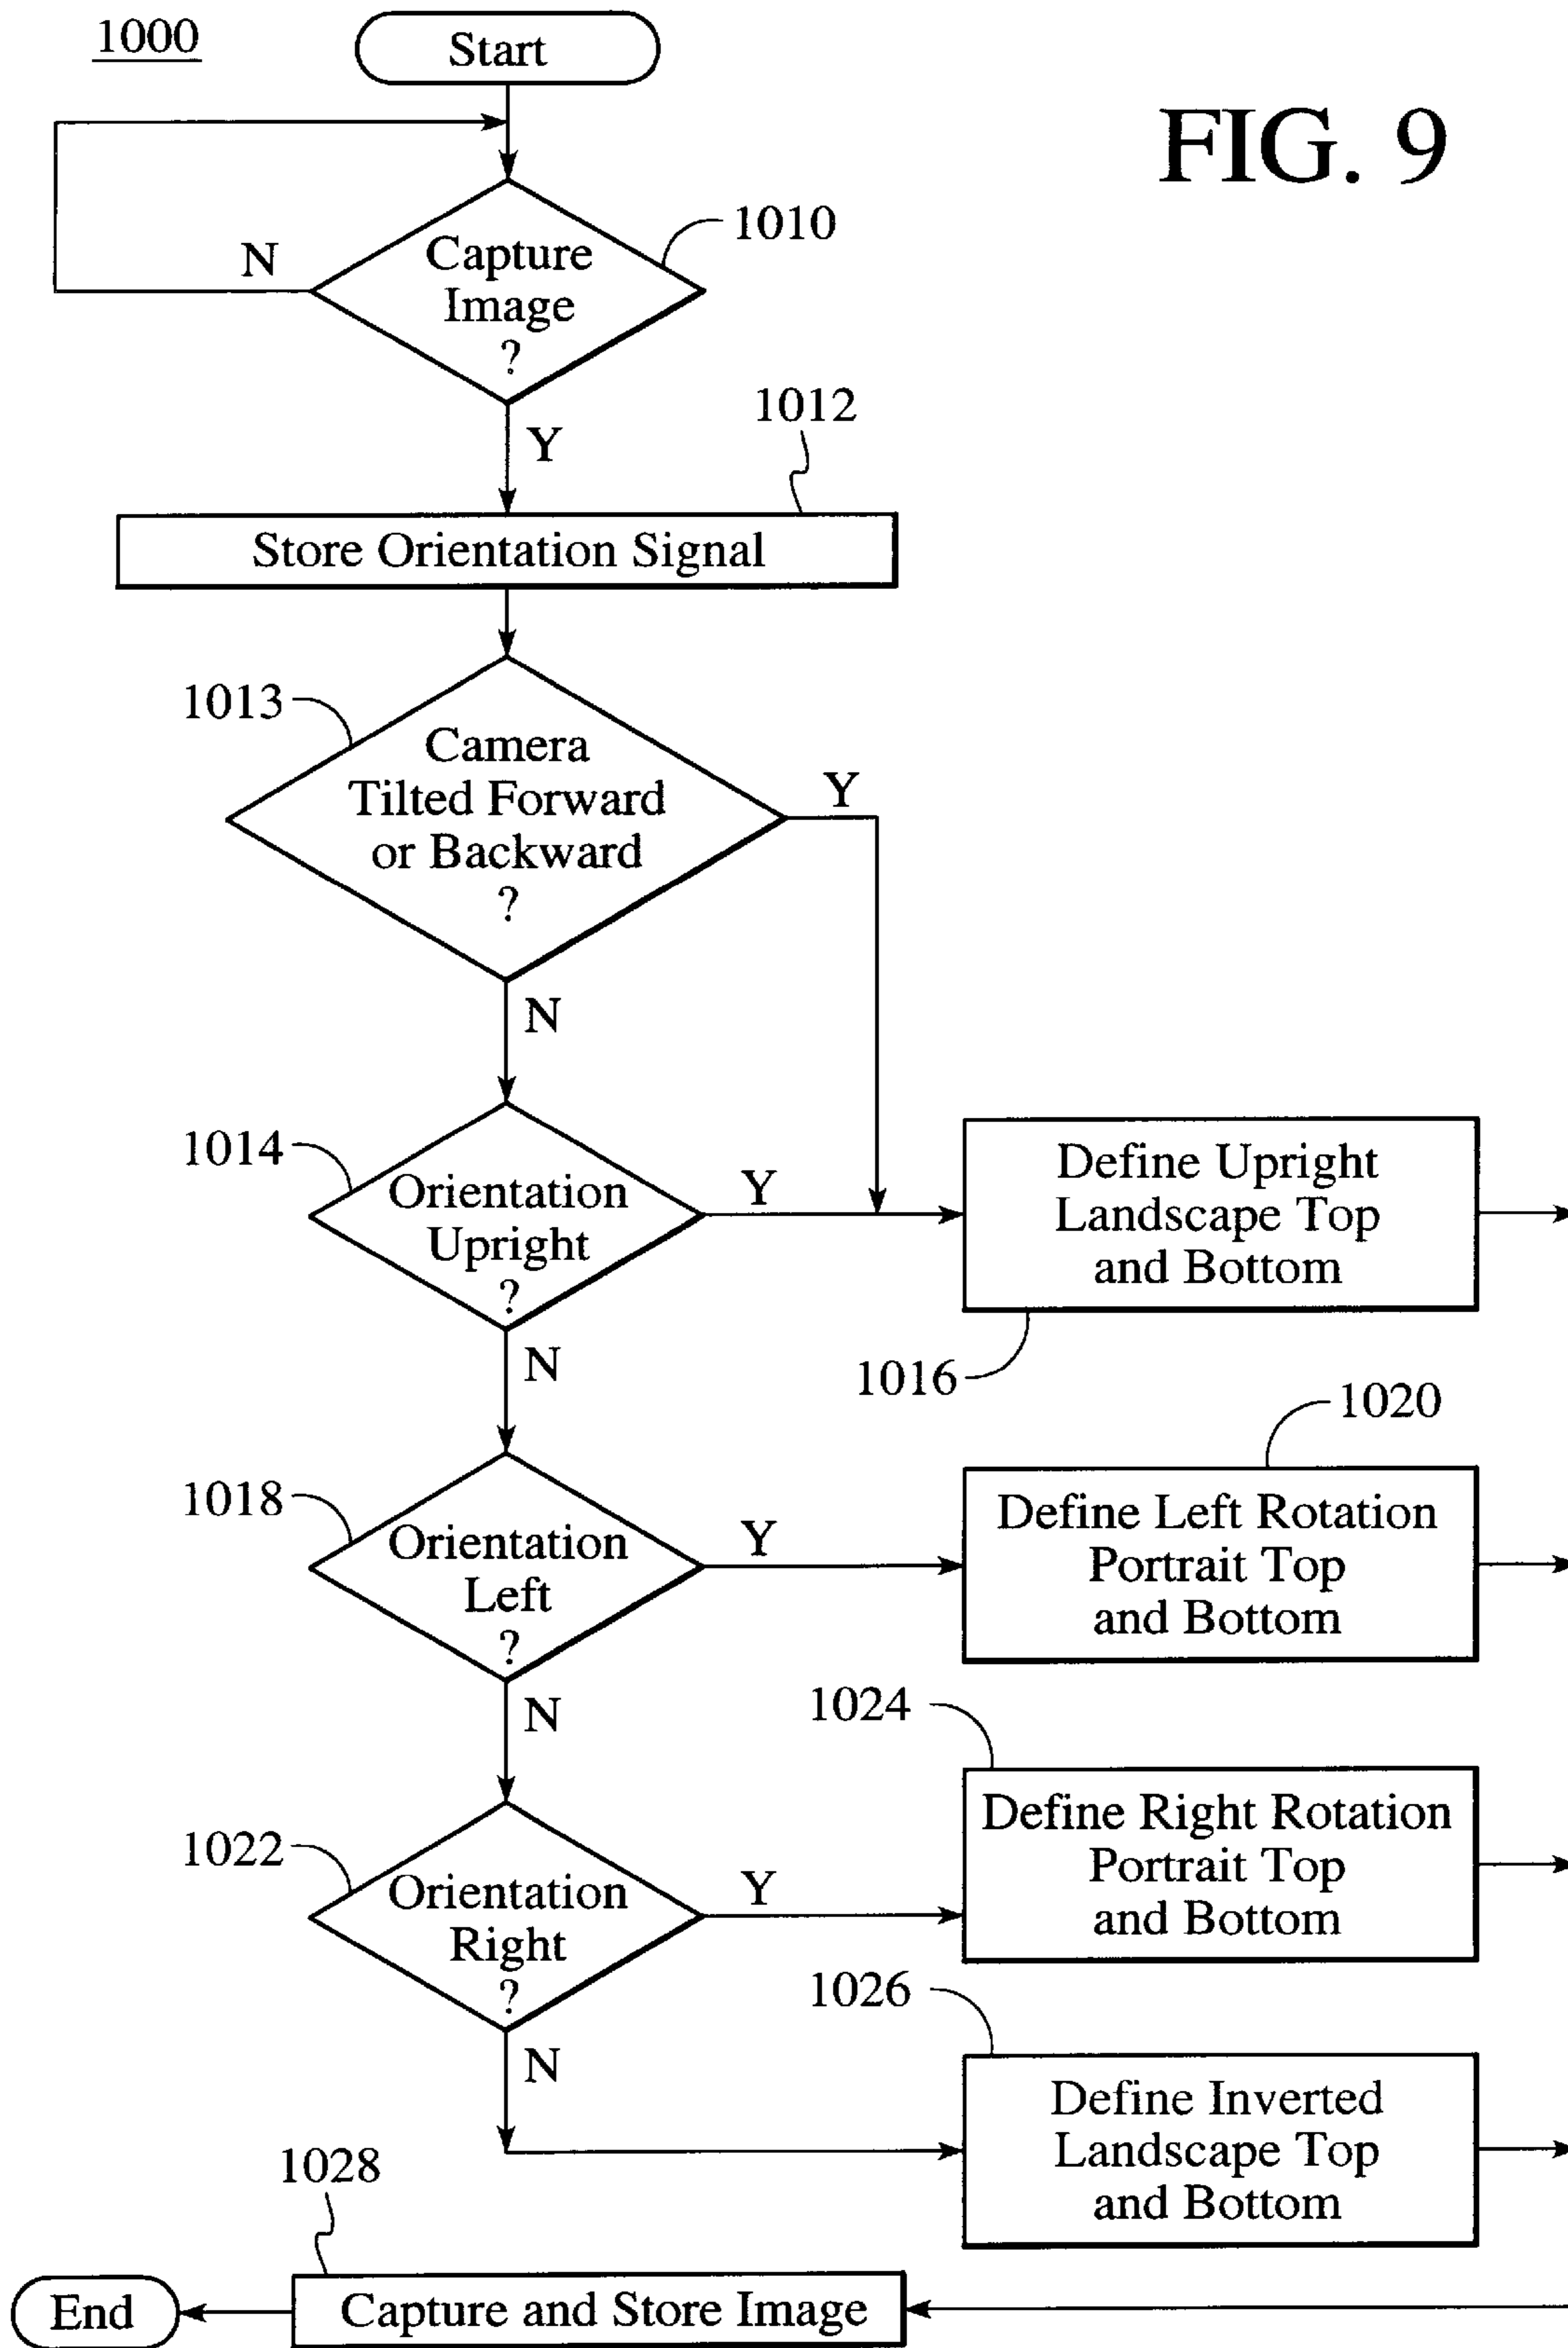 1000
Start
FIG. 9
1010
N
Capture
Image
?
1012
Y
Store Orientation Signal
1013
Camera
Tilted Forward
or Backward
?
Y
N
1014
Orientation
Upright
?
Y
Define Upright
Landscape Top
and Bottom
1016
N
1020
1018
Orientation
Left
?
Y
Define Left Rotation
Portrait Top
and Bottom
N
1024
1022
Orientation
Right
?
Y
Define Right Rotation
Portrait Top
and Bottom
1026
N
Define Inverted
Landscape Top
and Bottom
1028
End
Capture and Store Image